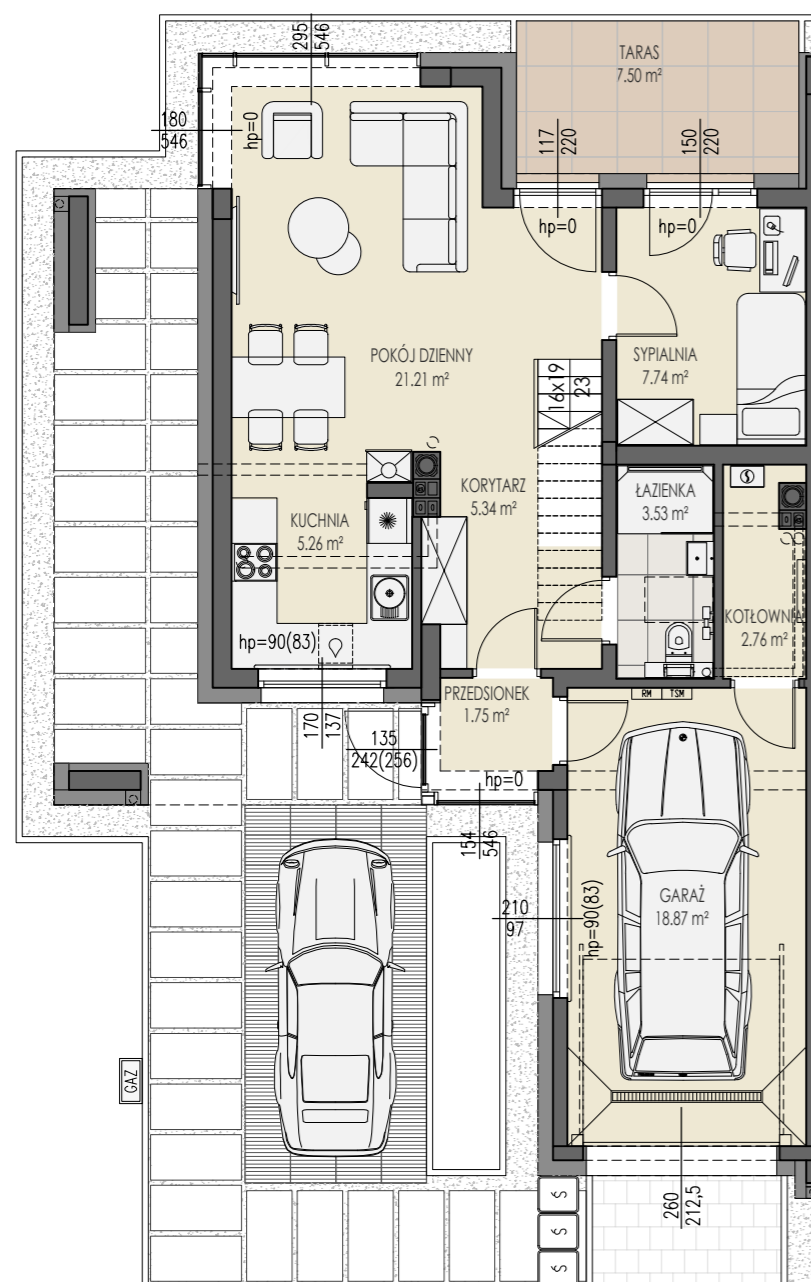 295
546
TARAS
7.50 m²
180
546
hp=0
117
220
150
220
hp=0
hp=0
POKÓJ DZIENNY
21.21 m²
16x19
23
SYPIALNIA
7.74 m²
KORYTARZ
5.34 m²
ŁAZIENKA
3.53 m²
KUCHNIA
5.26 m²
KOTŁOWNIA
2.76 m²
hp=90(83)
PRZEDSIONEK
1.75 m²
RM
TSM
170
137
135
242(256)
hp=0
154
546
GARAŻ
18.87 m²
210
97
hp=90(83)
GAZ
260
212,5
S
S
S